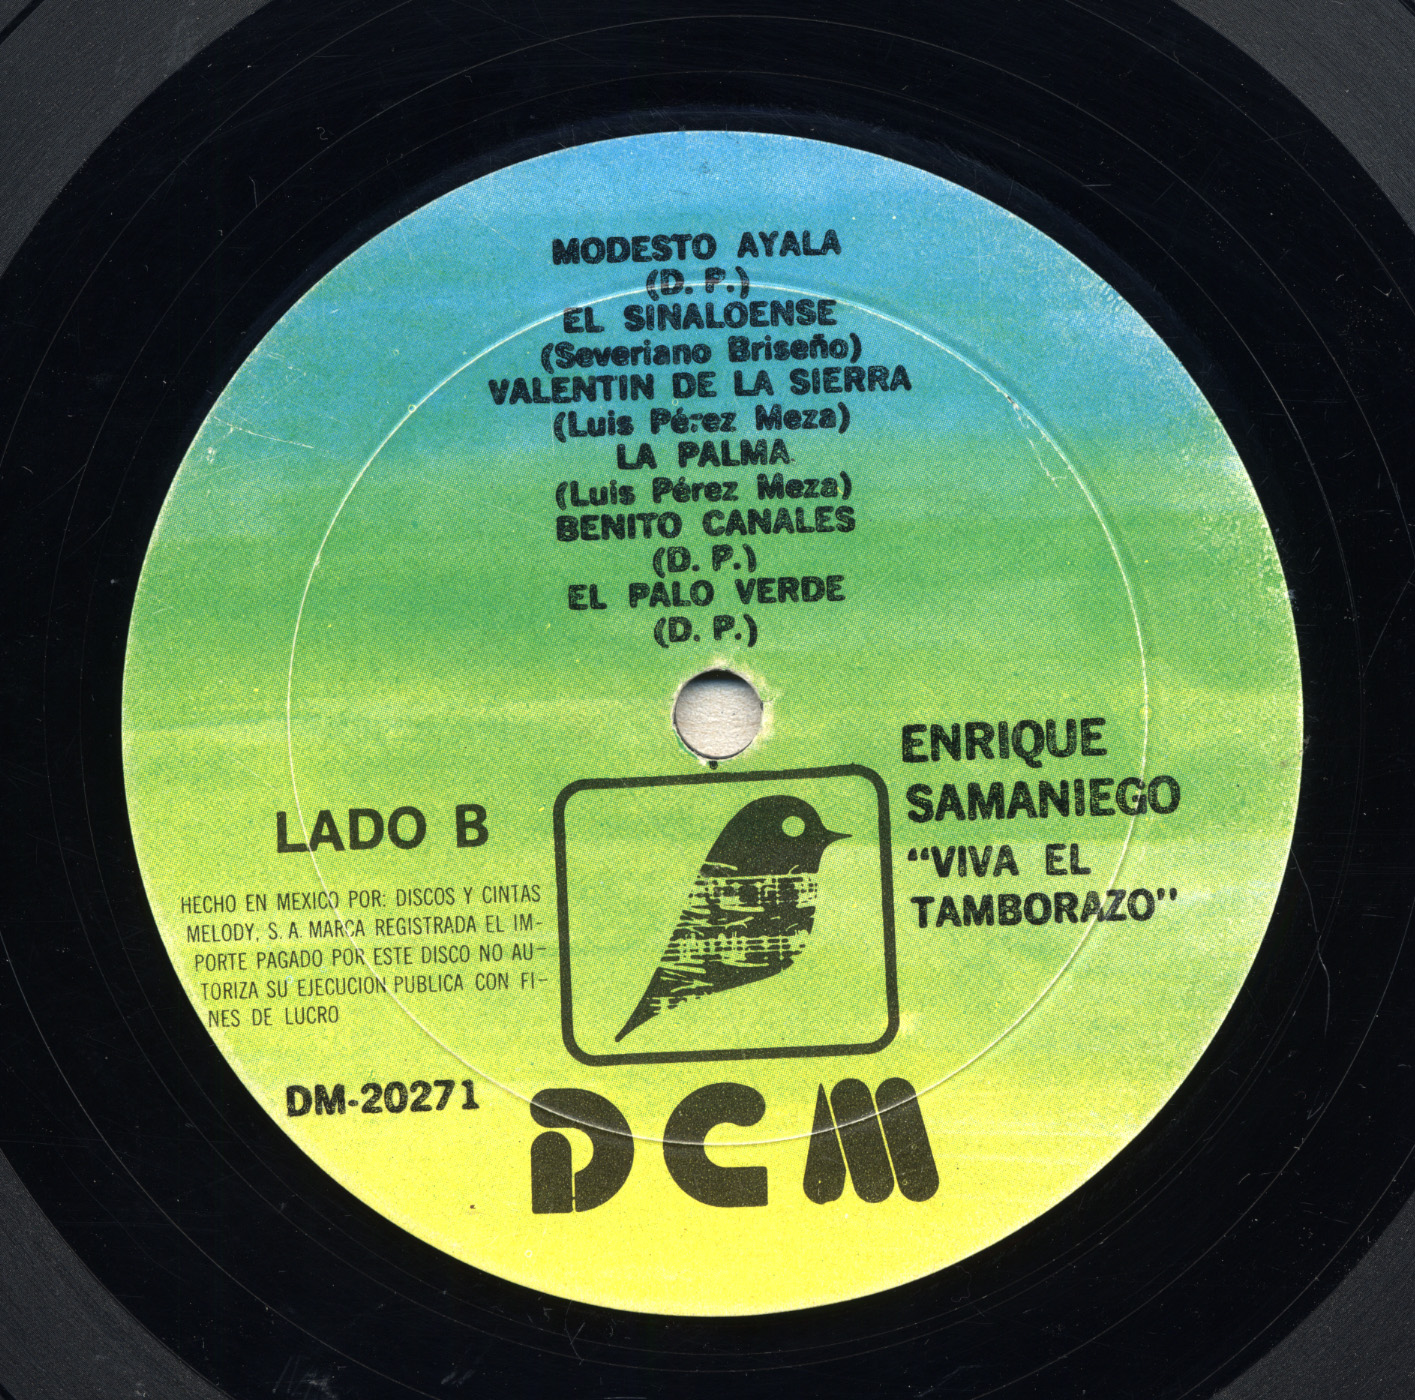 MODESTO AYALA
(D. P.)
EL SINALOENSE
(Severiano Briseño)
VALENTIN DE LA SIERRA
(Luis Pérez Meza)
LA PALMA
(Luis Pérez Meza)
BENITO CANALES
(D. P.)
EL PALO VERDE
(D. P.)
LADO B
HECHO EN MEXICO POR: DISCOS Y CINTAS
MELODY, S. A. MARCA REGISTRADA EL IM-
PORTE PAGADO POR ESTE DISCO NO AU-
TORIZA SU EJECUCION PUBLICA CON FI-
NES DE LUCRO
DM-20271
ENRIQUE
SAMANIEGO
“VIVA EL
TAMBORAZO”
DCM